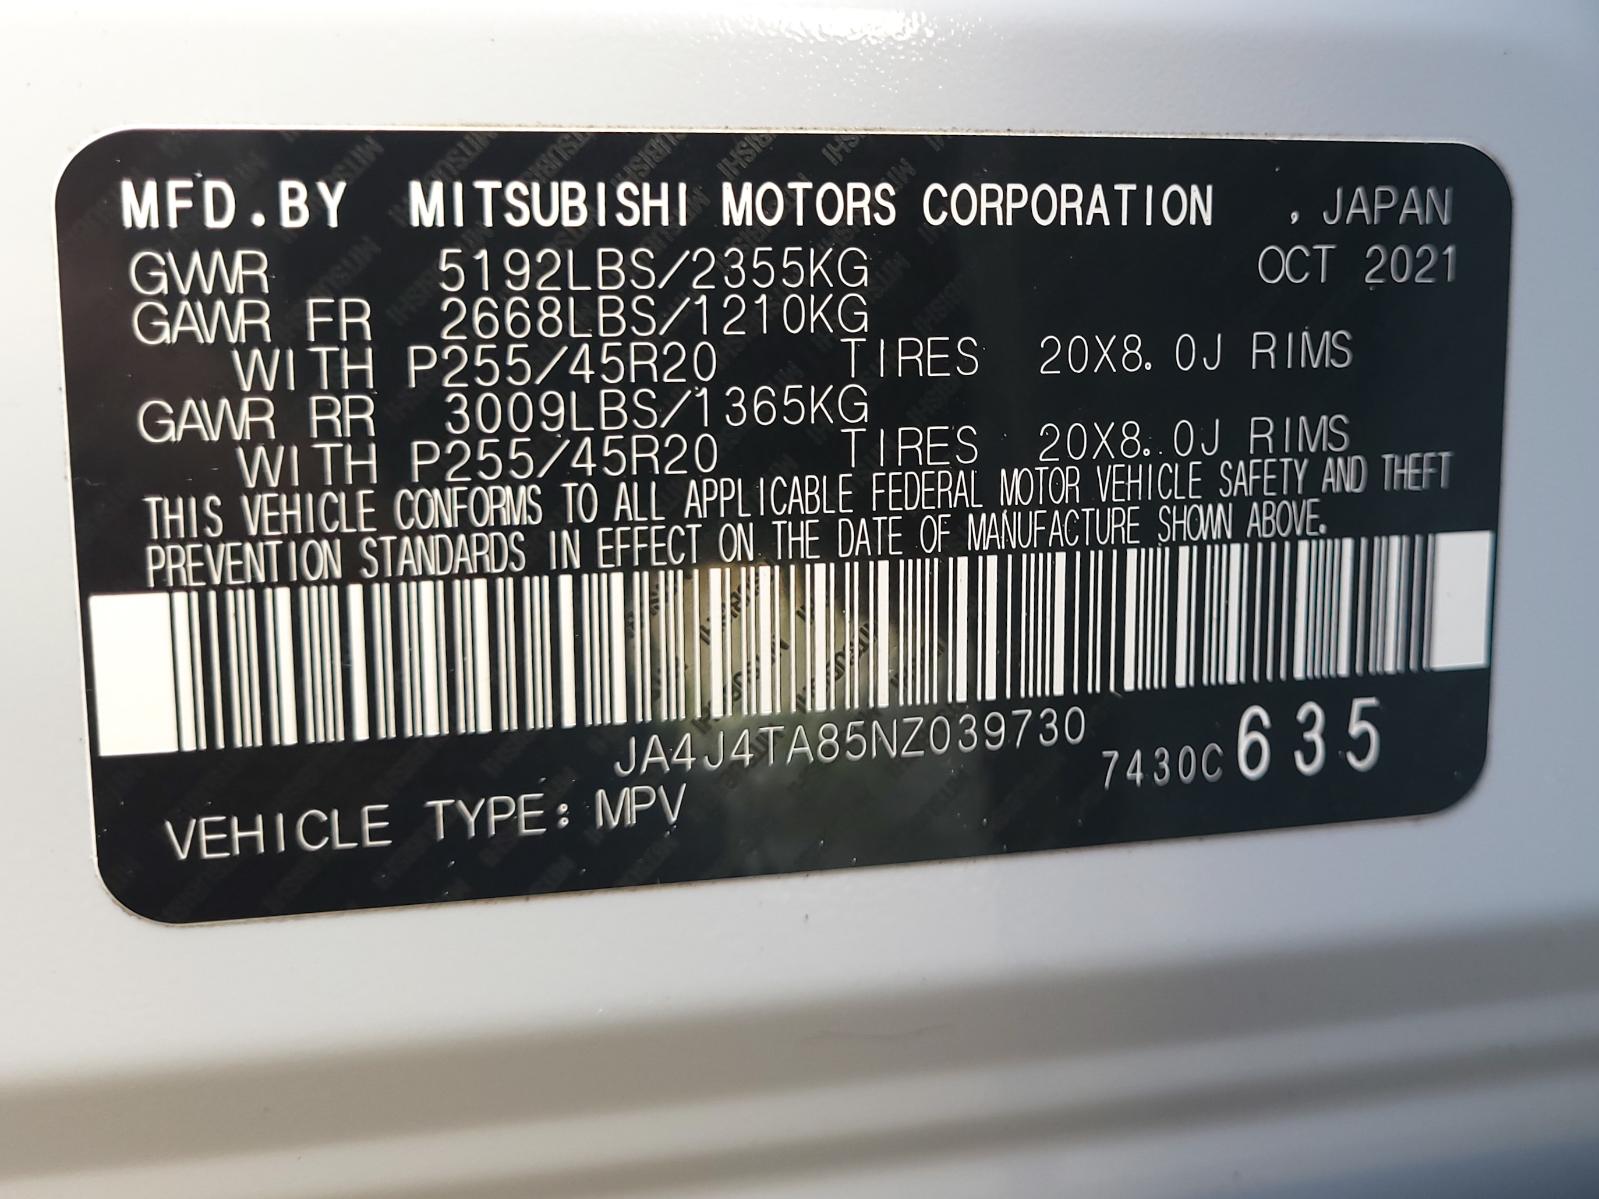 MFD.BY MITSUBISHI MOTORS CORPORATION , JAPAN
GVWR 5192LBS/2355KG OCT 2021
GAWR FR 2668LBS/1210KG
WITH P255/45R20 TIRES 20X8.0J RIMS
GAWR RR 3009LBS/1365KG
WITH P255/45R20 TIRES 20X8.0J RIMS
THIS VEHICLE CONFORMS TO ALL APPLICABLE FEDERAL MOTOR VEHICLE SAFETY AND THEFT
PREVENTION STANDARDS IN EFFECT ON THE DATE OF MANUFACTURE SHOWN ABOVE.
JA4J4TA85NZ039730 7430C 635
VEHICLE TYPE: MPV